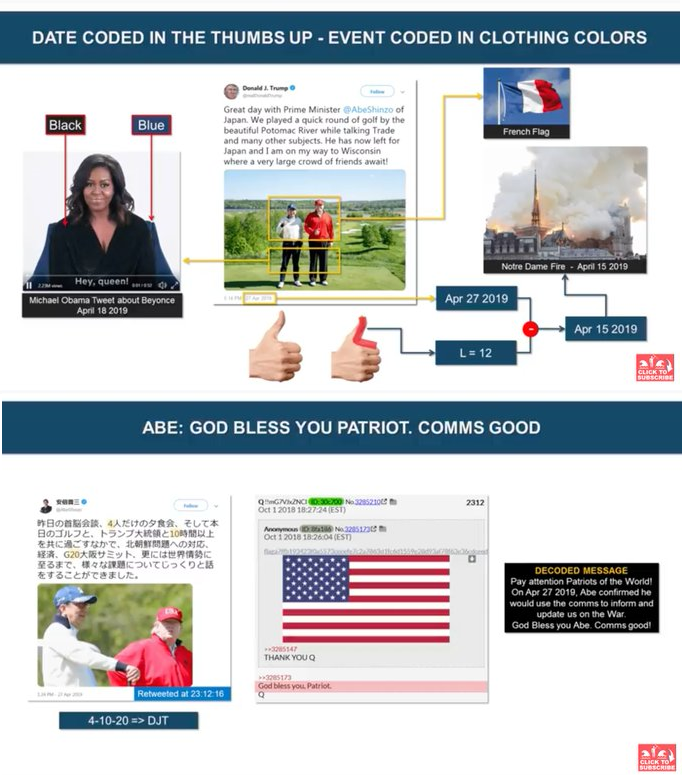 DATE CODED IN THE THUMBS UP - EVENT CODED IN CLOTHING COLORS
Black
Blue
Hey, queen!
2.23M views
0:01 / 0:52
Michael Obama Tweet about Beyonce
April 18 2019
Donald J. Trump
@realDonaldTrump
Follow
Great day with Prime Minister @AbeShinzo of
Japan. We played a quick round of golf by the
beautiful Potomac River while talking Trade
and many other subjects. He has now left for
Japan and I am on my way to Wisconsin
where a very large crowd of friends await!
5:16 PM
27 Apr 2019
French Flag
Notre Dame Fire - April 15 2019
Apr 27 2019
-
Apr 15 2019
L = 12
CLICK TO
SUBSCRIBE
ABE: GOD BLESS YOU PATRIOT. COMMS GOOD
安倍晋三
@AbeShinzo
Follow
昨日の首脳会談、4人だけの夕食会、そして本
日のゴルフと、トランプ大統領と10時間以上
を共に過ごすなかで、北朝鮮問題への対応、
経済、G20大阪サミット、更には世界情勢に
至るまで、様々な課題についてじっくりと話
をすることができました。
27 Apr 2019
Retweeted at 23:12:16
4-10-20 => DJT
Q !!mG7VJxZNCI ID: 30c700 No.3285210
2312
Oct 1 2018 18:27:24 (EST)
Anonymous ID: 8fa186 No.3285173
Oct 1 2018 18:26:04 (EST)
>>3285147
THANK YOU Q
>>3285173
God bless you, Patriot.
Q
DECODED MESSAGE
Pay attention Patriots of the World!
On Apr 27 2019, Abe confirmed he
would use the comms to inform and
update us on the War.
God Bless you Abe. Comms good!
CLICK TO
SUBSCRIBE